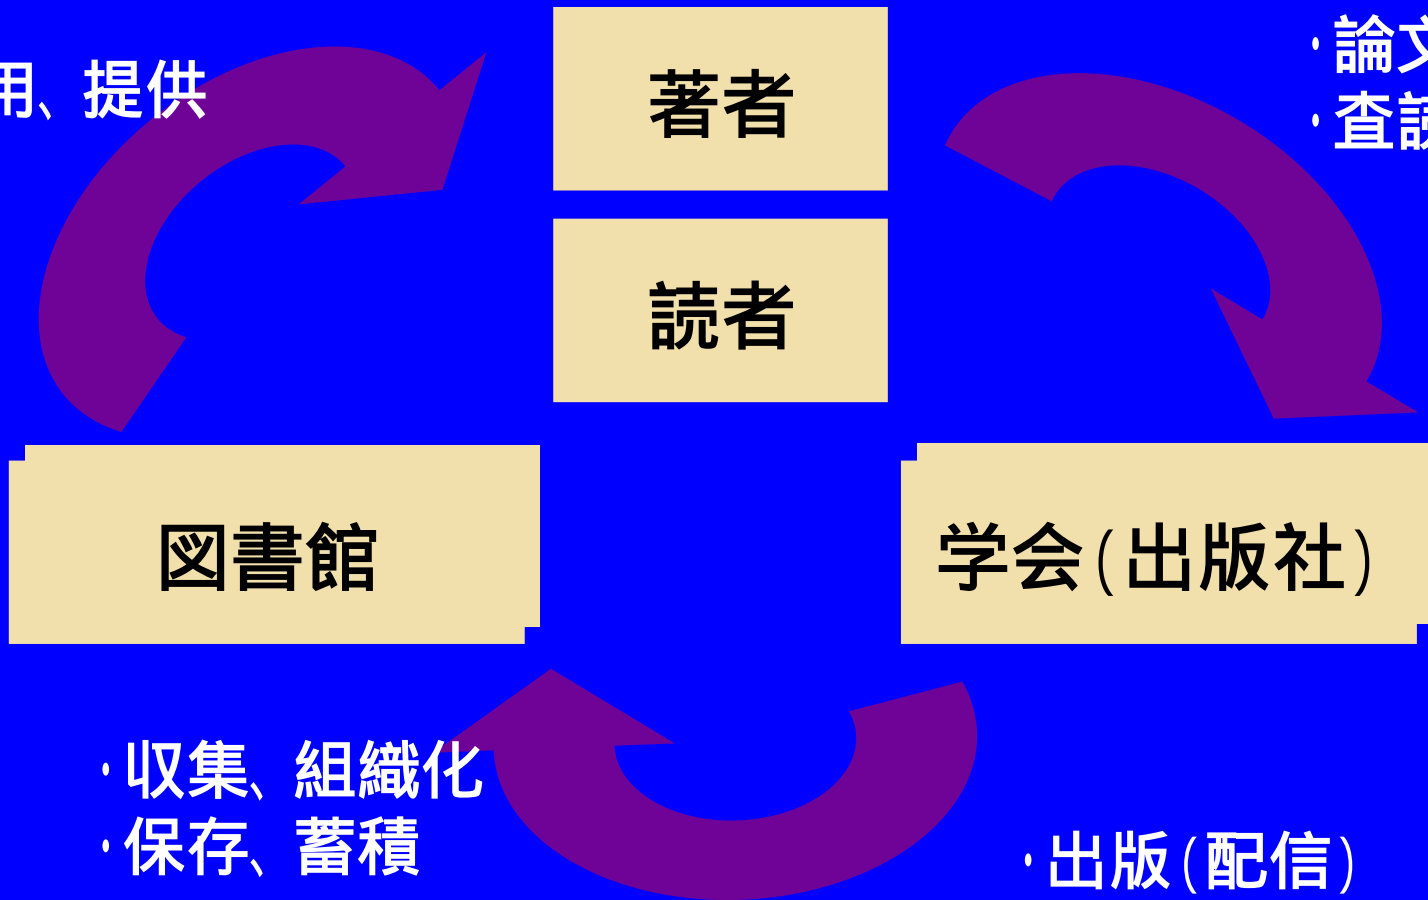 用、提供
著者
・論文
・査読
読者
図書館
学会(出版社)
・収集、組織化
・保存、蓄積
・出版(配信)